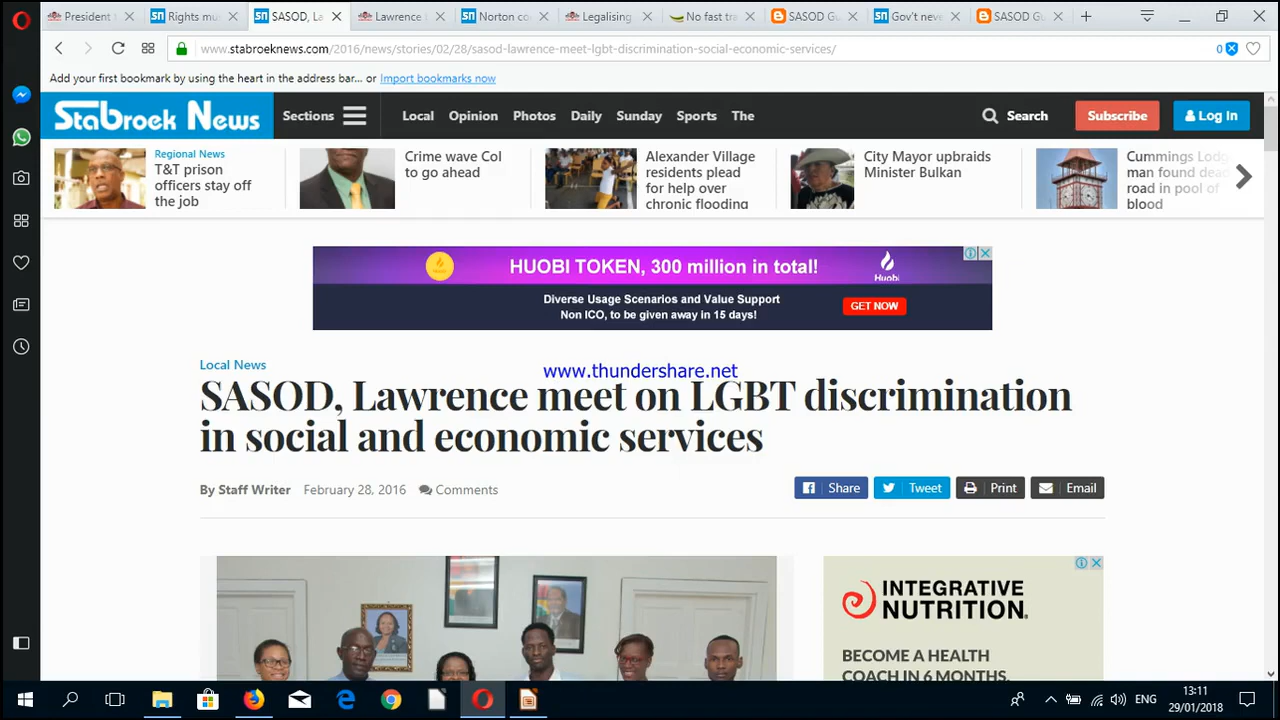 President
Rights mu
SASOD, La
Lawrence
Norton co
Legalising
No fast tra
SASOD Gu
Gov't neve
SASOD Gu
www.stabroeknews.com/2016/news/stories/02/28/sasod-lawrence-meet-lgbt-discrimination-social-economic-services/
0
Add your first bookmark by using the heart in the address bar... or Import bookmarks now
Stabroek News
Sections
Local
Opinion
Photos
Daily
Sunday
Sports
The
Search
Subscribe
Log In
Regional News
T&T prison
officers stay off
the job
Crime wave Col
to go ahead
Alexander Village
residents plead
for help over
chronic flooding
City Mayor upbraids
Minister Bulkan
Cummings Lodg
man found dead
road in pool of
blood
HUOBI TOKEN, 300 million in total!
Huobi
Huobi
Diverse Usage Scenarios and Value Support
Non ICO, to be given away in 15 days!
GET NOW
Local News
www.thundershare.net
SASOD, Lawrence meet on LGBT discrimination
in social and economic services
By Staff Writer February 28, 2016 Comments
Share
Tweet
Print
Email
INTEGRATIVE
NUTRITION
BECOME A HEALTH
COACH IN 6 MONTHS.
ENG
13:11
29/01/2018